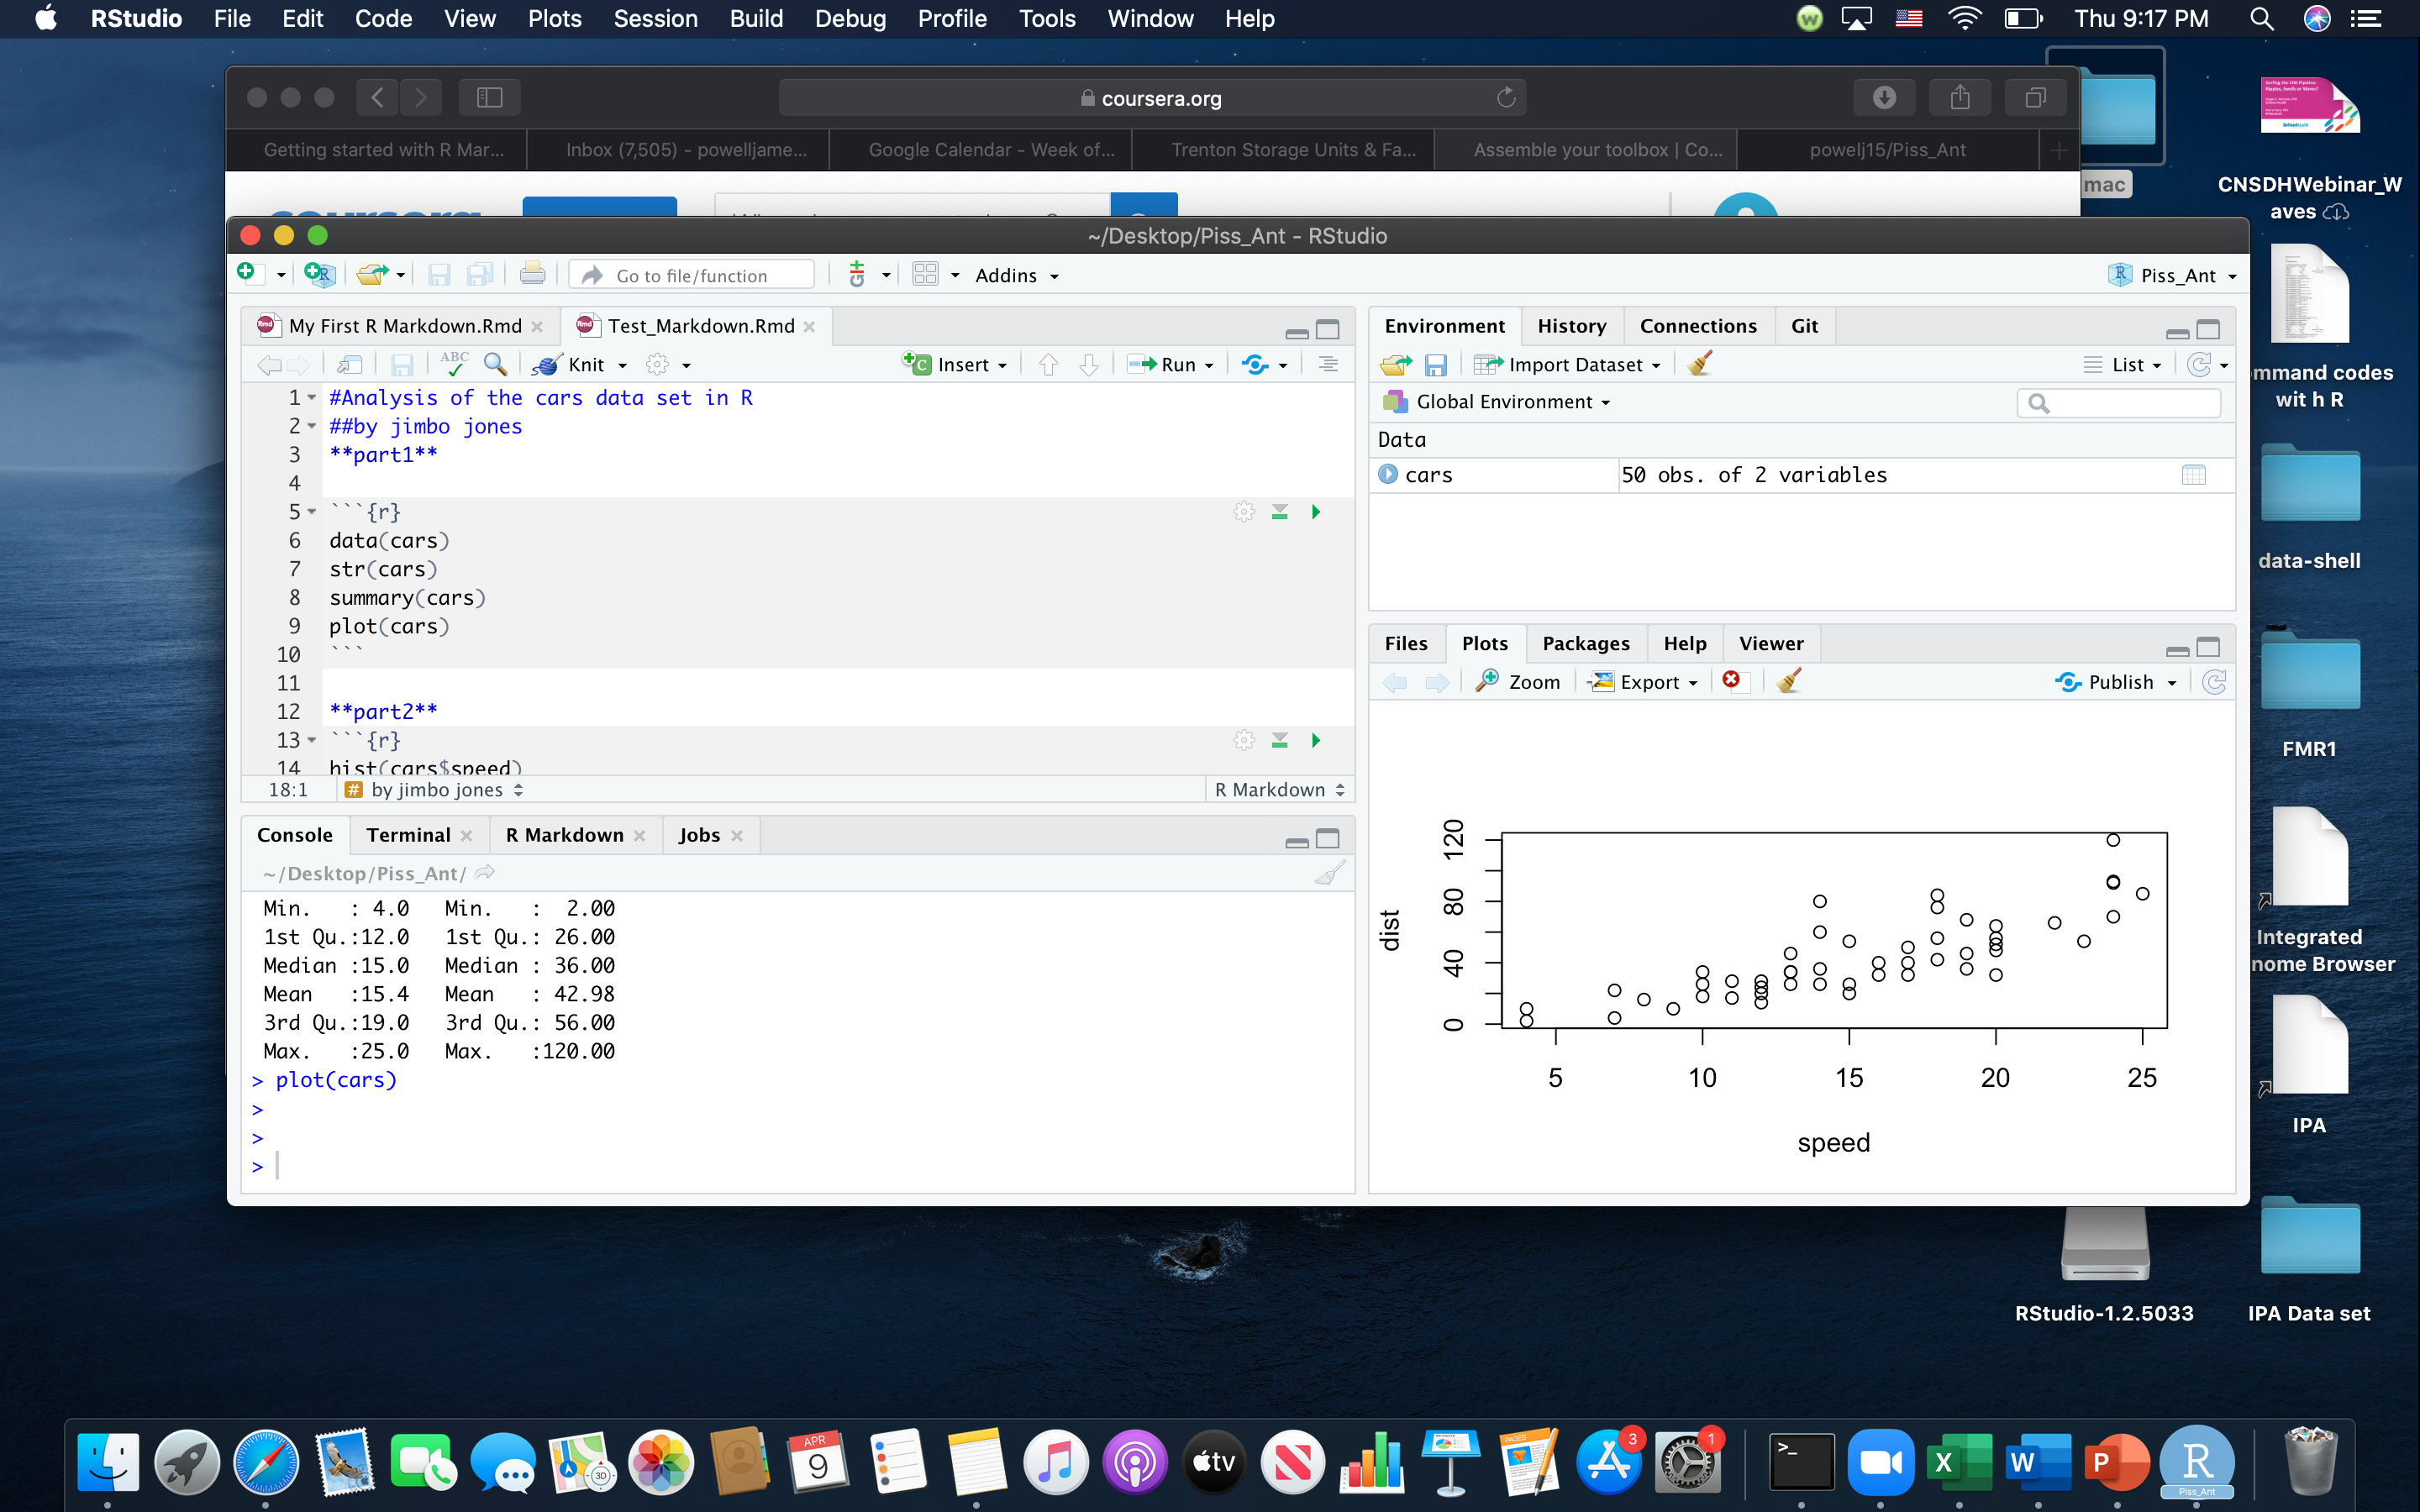 RStudio File Edit Code View Plots Session Build Debug Profile Tools Window Help Thu 9:17 PM
coursera.org
Getting started with R Mar... Inbox (7,505) - powelljame... Google Calendar - Week of... Trenton Storage Units & Fa... Assemble your toolbox | Co... powelj15/Piss_Ant
mac
~/Desktop/Piss_Ant - RStudio
Go to file/function Addins Piss_Ant
My First R Markdown.Rmd Test_Markdown.Rmd
ABC Knit Insert Run
1 #Analysis of the cars data set in R
2 ##by jimbo jones
3 **part1**
4
5 ```{r}
6 data(cars)
7 str(cars)
8 summary(cars)
9 plot(cars)
10 ```
11
12 **part2**
13 ```{r}
14 hist(cars$speed)
18:1 # by jimbo jones R Markdown
Console Terminal R Markdown Jobs
~/Desktop/Piss_Ant/
Min. : 4.0 Min. : 2.00
1st Qu.:12.0 1st Qu.: 26.00
Median :15.0 Median : 36.00
Mean :15.4 Mean : 42.98
3rd Qu.:19.0 3rd Qu.: 56.00
Max. :25.0 Max. :120.00
> plot(cars)
>
>
>
Environment History Connections Git
Import Dataset List
Global Environment
Data
cars 50 obs. of 2 variables
Files Plots Packages Help Viewer
Zoom Export Publish
dist
120
80
40
0
5 10 15 20 25
speed
CNSDHWebinar_W
aves
mmand codes
wit h R
data-shell
FMR1
Integrated
nome Browser
IPA
RStudio-1.2.5033
IPA Data set
APR
9
3D
tv
3
1
>_
X
W
P
R
Piss_Ant